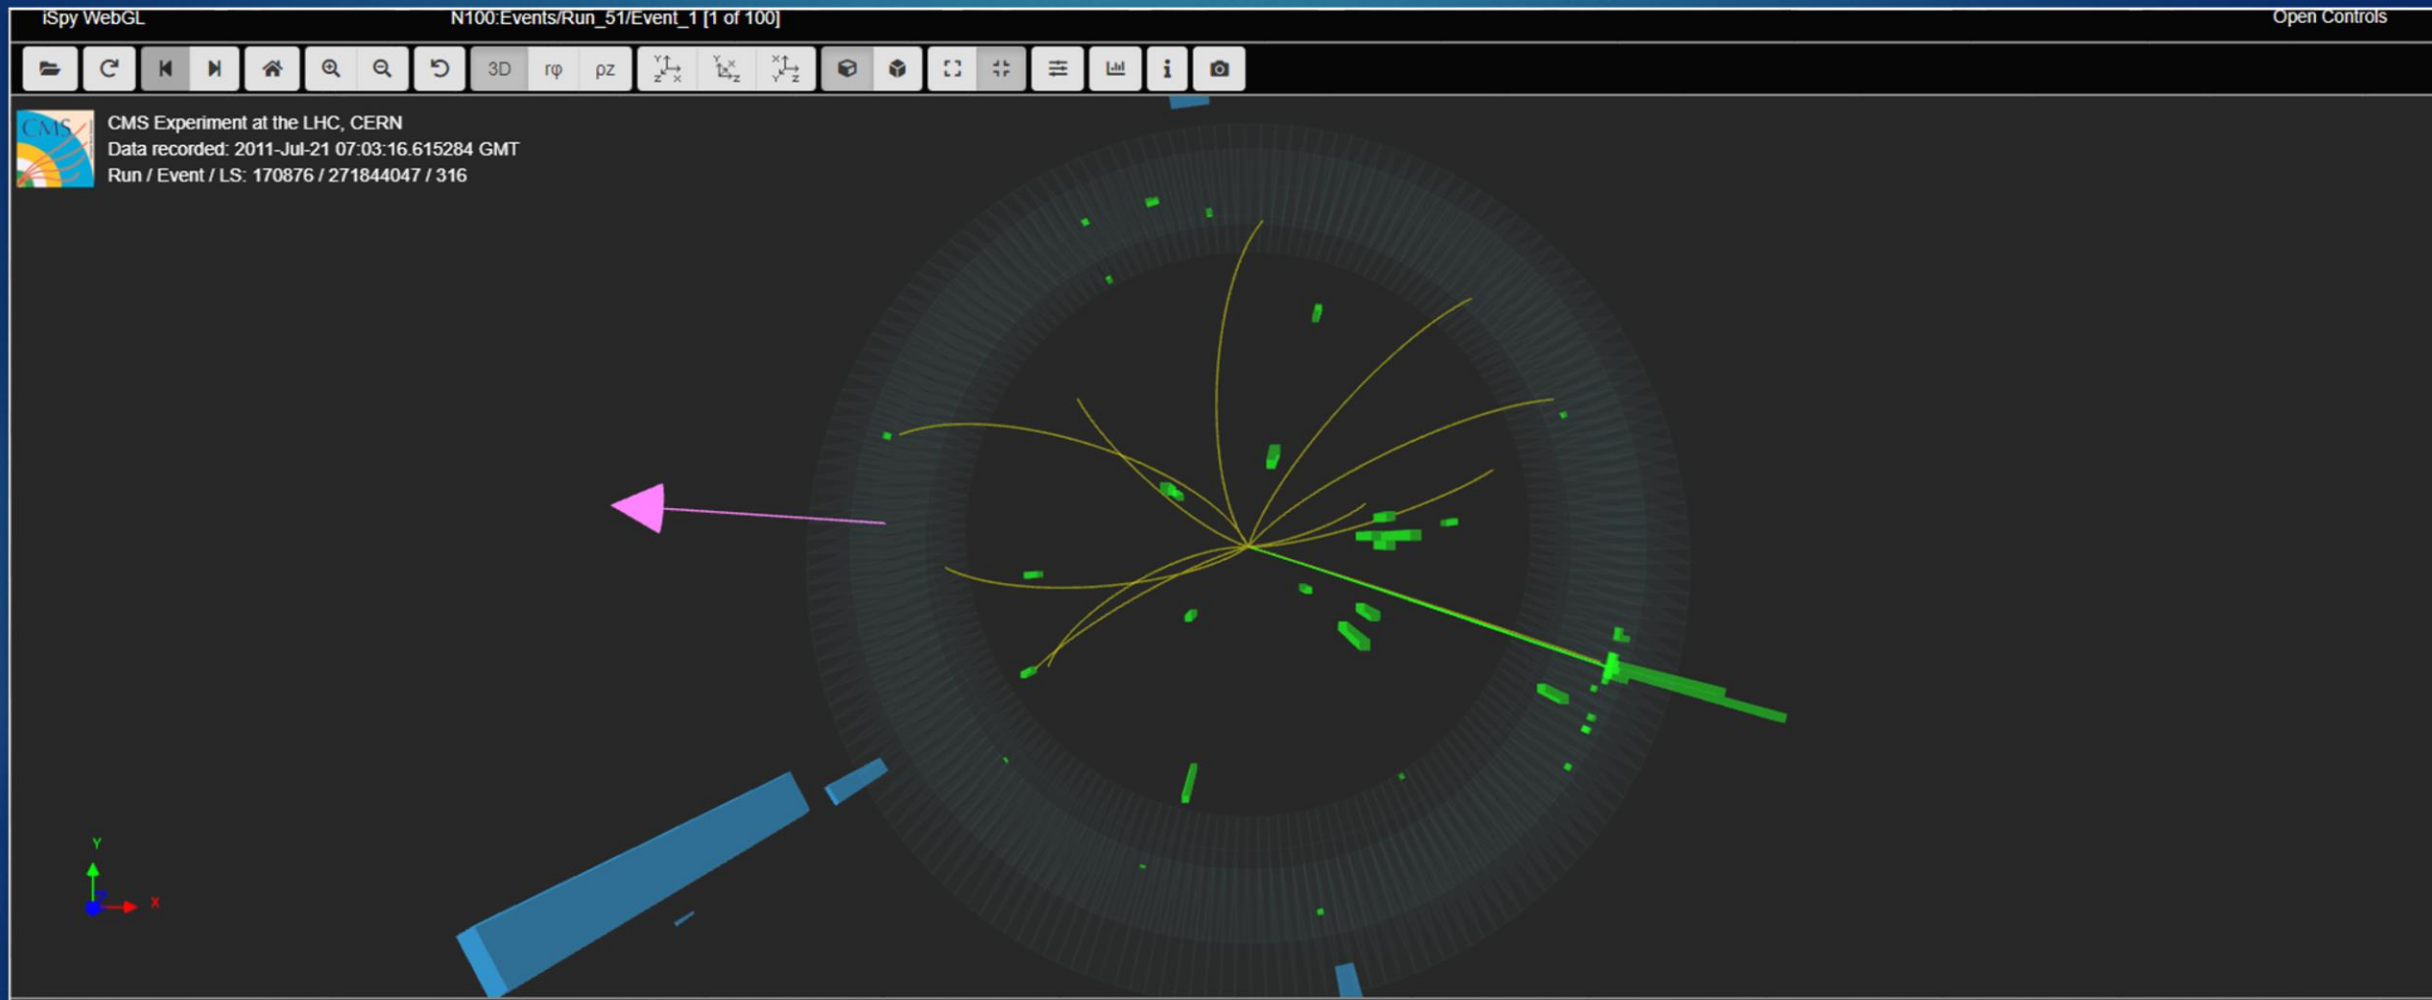 iSpy WebGL
N100:Events/Run_51/Event_1 [1 of 100]
Open Controls
3D rφ ρz
Y Z X Y X Z X Y Z
CMS
CMS Experiment at the LHC, CERN
Data recorded: 2011-Jul-21 07:03:16.615284 GMT
Run / Event / LS: 170876 / 271844047 / 316
Y
X